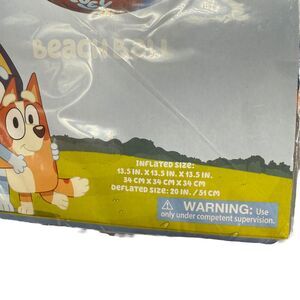 BEACH BALL
INFLATED SIZE:
13.5 IN. X 13.5 IN. X 13.5 IN.
34 CM X 34 CM X 34 CM
DEFLATED SIZE: 20 IN. / 51 CM
WARNING: Use
only under competent supervision.